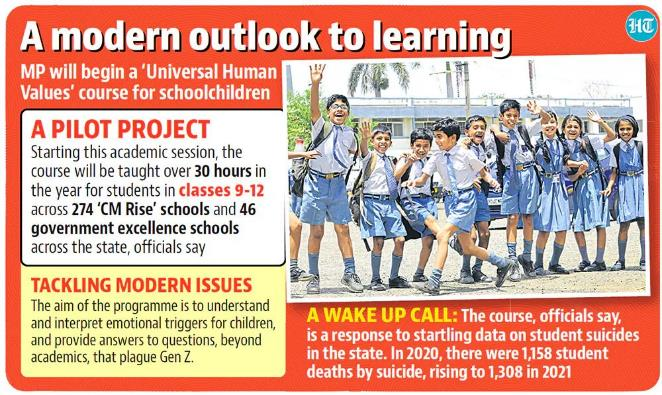 A modern outlook to learning
HT
MP will begin a ‘Universal Human
Values’ course for schoolchildren
A PILOT PROJECT
Starting this academic session, the
course will be taught over 30 hours in
the year for students in classes 9-12
across 274 ‘CM Rise’ schools and 46
government excellence schools
across the state, officials say
TACKLING MODERN ISSUES
The aim of the programme is to understand
and interpret emotional triggers for children,
and provide answers to questions, beyond
academics, that plague Gen Z.
A WAKE UP CALL: The course, officials say,
is a response to startling data on student suicides
in the state. In 2020, there were 1,158 student
deaths by suicide, rising to 1,308 in 2021